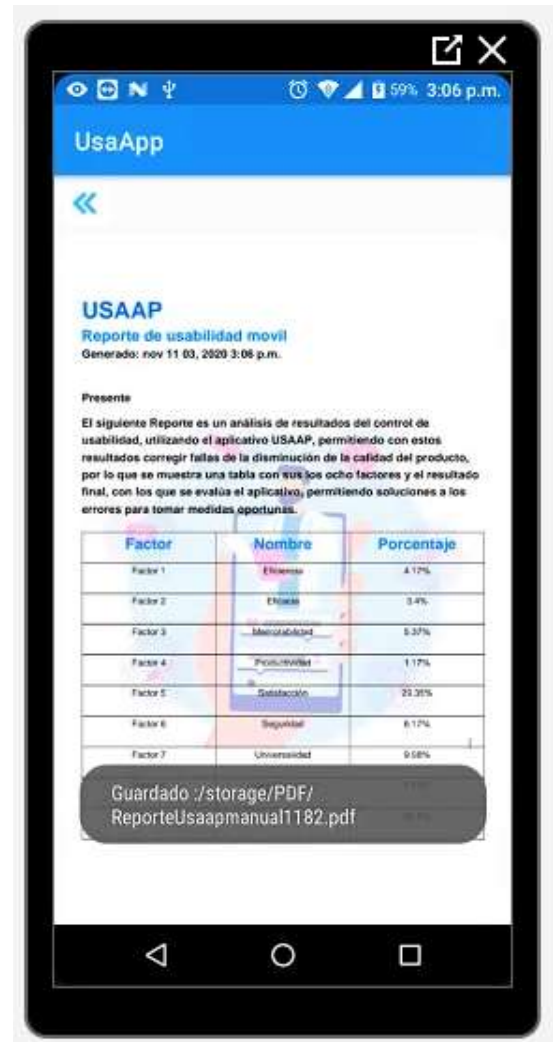 59% 3:06 p.m.
UsaApp
USAAP
Reporte de usabilidad movil
Generado: nov 11 03, 2020 3:06 p.m.
Presente
El siguiente Reporte es un análisis de resultados del control de
usabilidad, utilizando el aplicativo USAAP, permitiendo con estos
resultados corregir fallas de la disminución de la calidad del producto,
por lo que se muestra una tabla con sus los ocho factores y el resultado
final, con los que se evalúa el aplicativo, permitiendo soluciones a los
errores para tomar medidas oportunas.
Factor Nombre Porcentaje
Factor 1 Eficiencia 4.17%
Factor 2 Eficacia 3.4%
Factor 3 Memorabilidad 5.37%
Factor 4 Productividad 1.17%
Factor 5 Satisfacción 29.35%
Factor 6 Seguridad 6.17%
Factor 7 Universalidad 9.58%
Guardado :/storage/PDF/
ReporteUsaapmanual1182.pdf